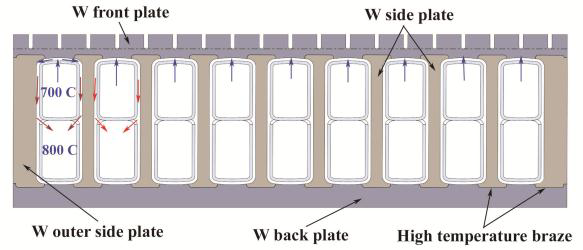 W front plate
W side plate
700 C
800 C
W outer side plate
W back plate
High temperature braze